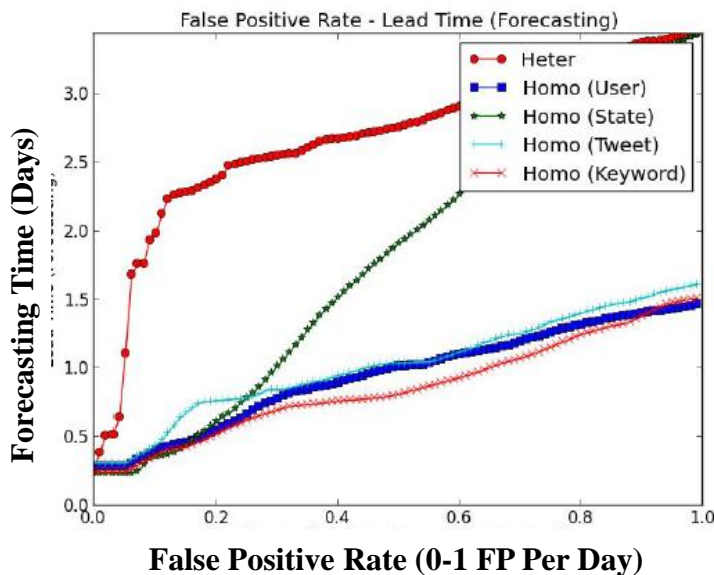 False Positive Rate - Lead Time (Forecasting)
Heter
Homo (User)
Homo (State)
Homo (Tweet)
Homo (Keyword)
Forecasting Time (Days)
3.0
2.5
2.0
1.5
1.0
0.5
0.0
0.0 0.2 0.4 0.6 0.8 1.0
False Positive Rate (0-1 FP Per Day)